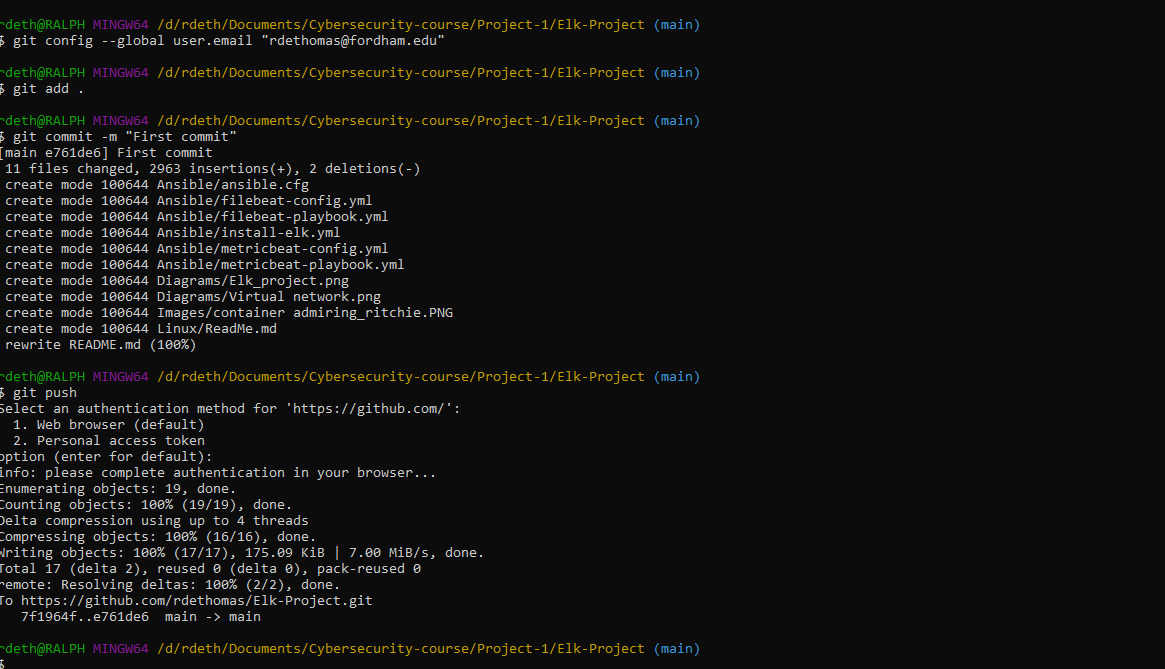 rdeth@RALPH MINGW64 /d/rdeth/Documents/Cybersecurity-course/Project-1/Elk-Project (main)
$ git config --global user.email "rdethomas@fordham.edu"
rdeth@RALPH MINGW64 /d/rdeth/Documents/Cybersecurity-course/Project-1/Elk-Project (main)
$ git add .
rdeth@RALPH MINGW64 /d/rdeth/Documents/Cybersecurity-course/Project-1/Elk-Project (main)
$ git commit -m "First commit"
[main e761de6] First commit
11 files changed, 2963 insertions(+), 2 deletions(-)
create mode 100644 Ansible/ansible.cfg
create mode 100644 Ansible/filebeat-config.yml
create mode 100644 Ansible/filebeat-playbook.yml
create mode 100644 Ansible/install-elk.yml
create mode 100644 Ansible/metricbeat-config.yml
create mode 100644 Ansible/metricbeat-playbook.yml
create mode 100644 Diagrams/Elk_project.png
create mode 100644 Diagrams/Virtual network.png
create mode 100644 Images/container admiring_ritchie.PNG
create mode 100644 Linux/ReadMe.md
rewrite README.md (100%)
rdeth@RALPH MINGW64 /d/rdeth/Documents/Cybersecurity-course/Project-1/Elk-Project (main)
$ git push
Select an authentication method for 'https://github.com/':
1. Web browser (default)
2. Personal access token
option (enter for default):
info: please complete authentication in your browser...
Enumerating objects: 19, done.
Counting objects: 100% (19/19), done.
Delta compression using up to 4 threads
Compressing objects: 100% (16/16), done.
Writing objects: 100% (17/17), 175.09 KiB | 7.00 MiB/s, done.
Total 17 (delta 2), reused 0 (delta 0), pack-reused 0
remote: Resolving deltas: 100% (2/2), done.
To https://github.com/rdethomas/Elk-Project.git
7f1964f..e761de6 main -> main
rdeth@RALPH MINGW64 /d/rdeth/Documents/Cybersecurity-course/Project-1/Elk-Project (main)
$